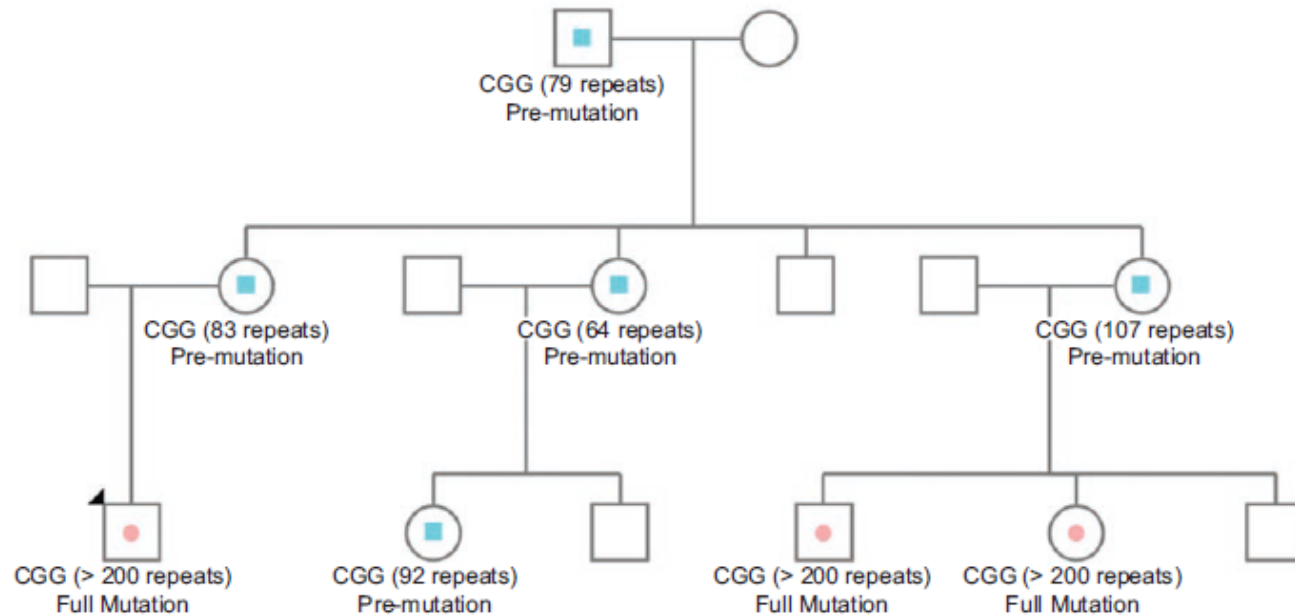 CGG (79 repeats)
Pre-mutation
CGG (83 repeats)
Pre-mutation
CGG (64 repeats)
Pre-mutation
CGG (107 repeats)
Pre-mutation
CGG (> 200 repeats)
Full Mutation
CGG (92 repeats)
Pre-mutation
CGG (> 200 repeats)
Full Mutation
CGG (> 200 repeats)
Full Mutation